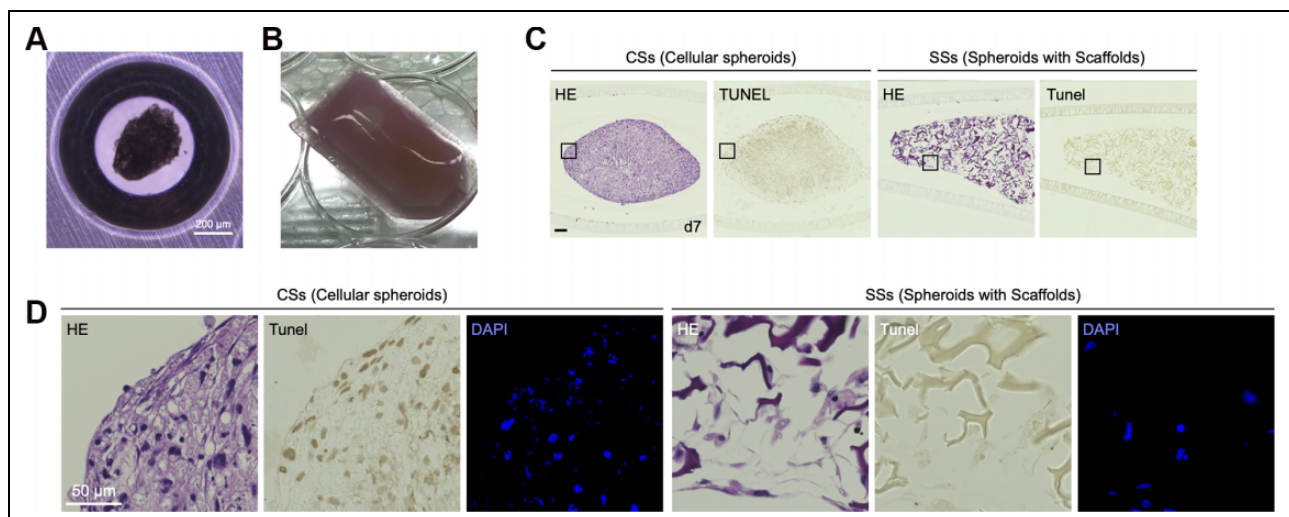 A
B
C
CSs (Cellular spheroids)
SSs (Spheroids with Scaffolds)
HE
TUNEL
HE
Tunel
200 µm
d7
CSs (Cellular spheroids)
SSs (Spheroids with Scaffolds)
D
HE
Tunel
DAPI
HE
Tunel
DAPI
50 µm